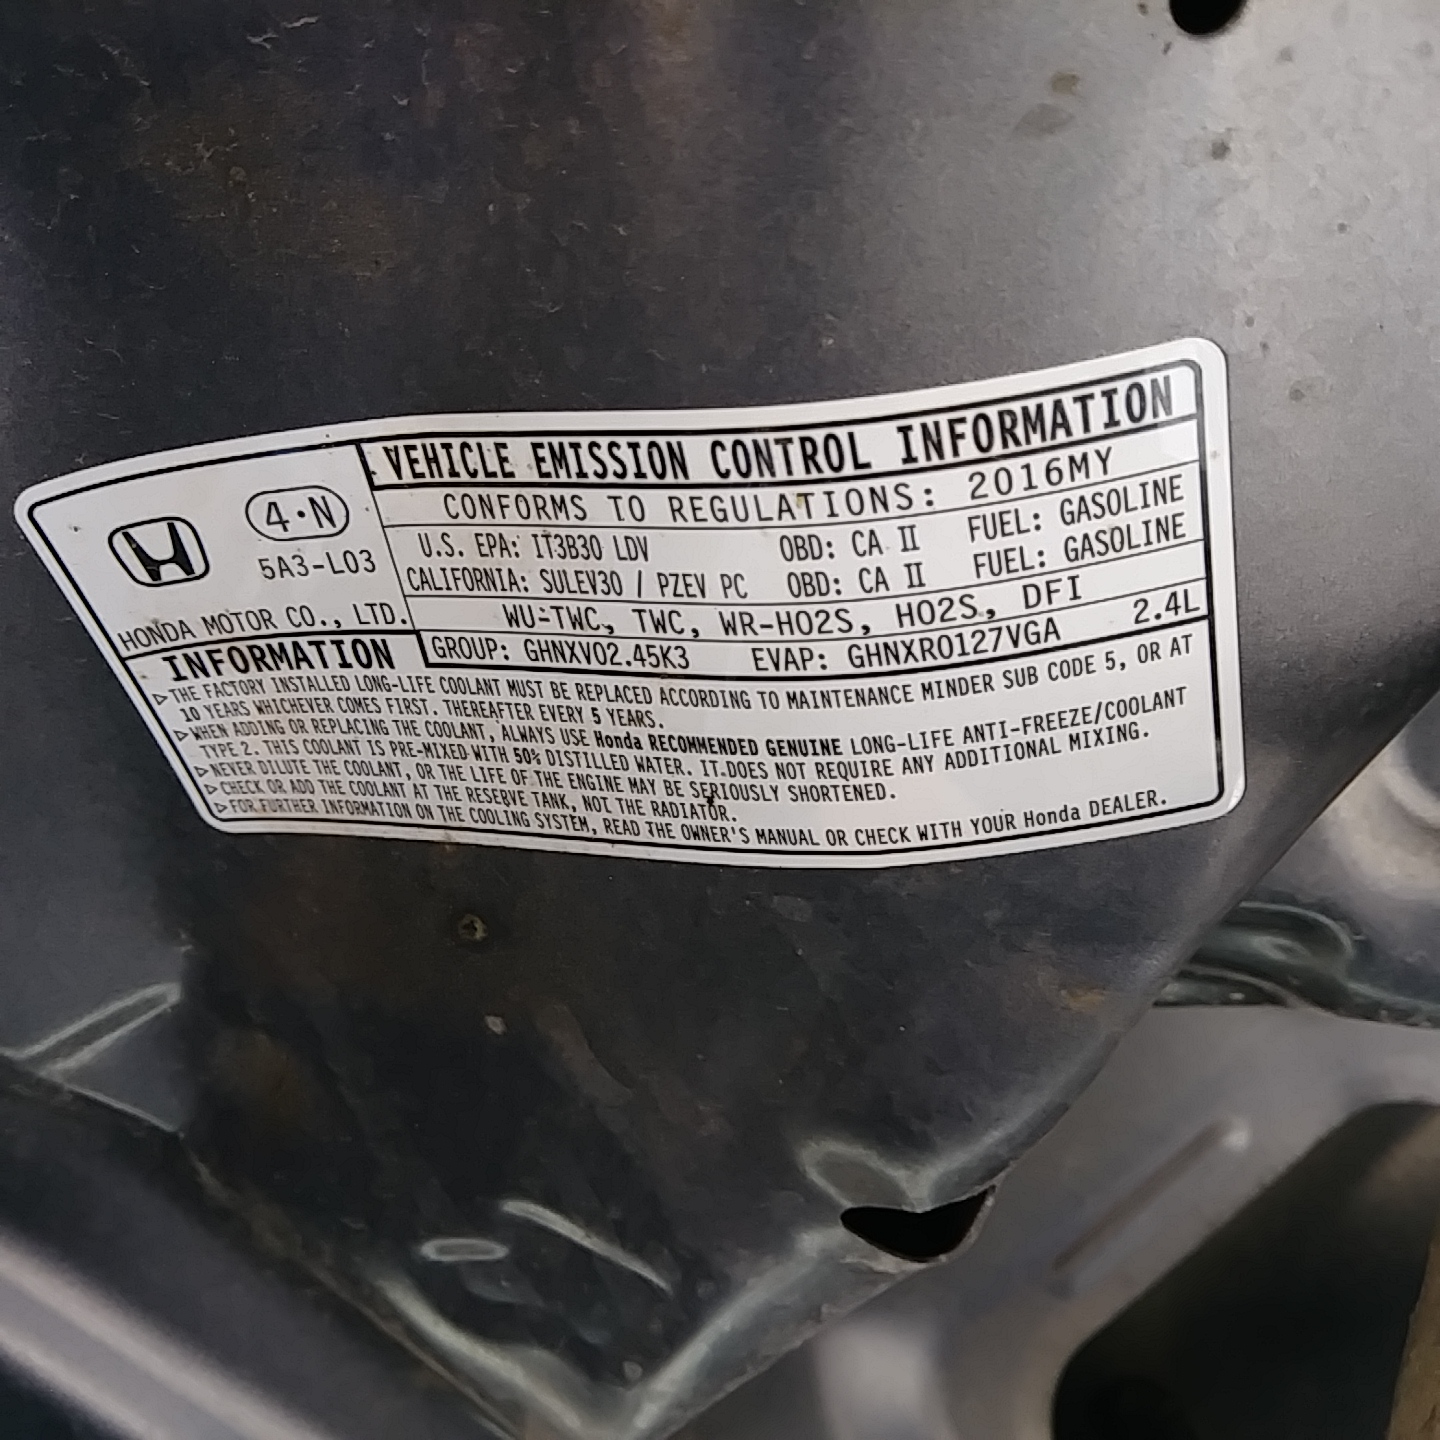 VEHICLE EMISSION CONTROL INFORMATION
4·N
5A3-L03
HONDA MOTOR CO., LTD.
CONFORMS TO REGULATIONS: 2016MY
U.S. EPA: IT3B30 LDV OBD: CA II FUEL: GASOLINE
CALIFORNIA: SULEV30 / PZEV PC OBD: CA II FUEL: GASOLINE
WU-TWC, TWC, WR-HO2S, HO2S, DFI
GROUP: GHNXV02.45K3 EVAP: GHNXR0127VGA 2.4L
INFORMATION
▷THE FACTORY INSTALLED LONG-LIFE COOLANT MUST BE REPLACED ACCORDING TO MAINTENANCE MINDER SUB CODE 5, OR AT
10 YEARS WHICHEVER COMES FIRST. THEREAFTER EVERY 5 YEARS.
▷WHEN ADDING OR REPLACING THE COOLANT, ALWAYS USE Honda RECOMMENDED GENUINE LONG-LIFE ANTI-FREEZE/COOLANT
TYPE 2. THIS COOLANT IS PRE-MIXED WITH 50% DISTILLED WATER. IT DOES NOT REQUIRE ANY ADDITIONAL MIXING.
▷NEVER DILUTE THE COOLANT, OR THE LIFE OF THE ENGINE MAY BE SERIOUSLY SHORTENED.
▷CHECK OR ADD THE COOLANT AT THE RESERVE TANK, NOT THE RADIATOR.
▷FOR FURTHER INFORMATION ON THE COOLING SYSTEM, READ THE OWNER'S MANUAL OR CHECK WITH YOUR Honda DEALER.